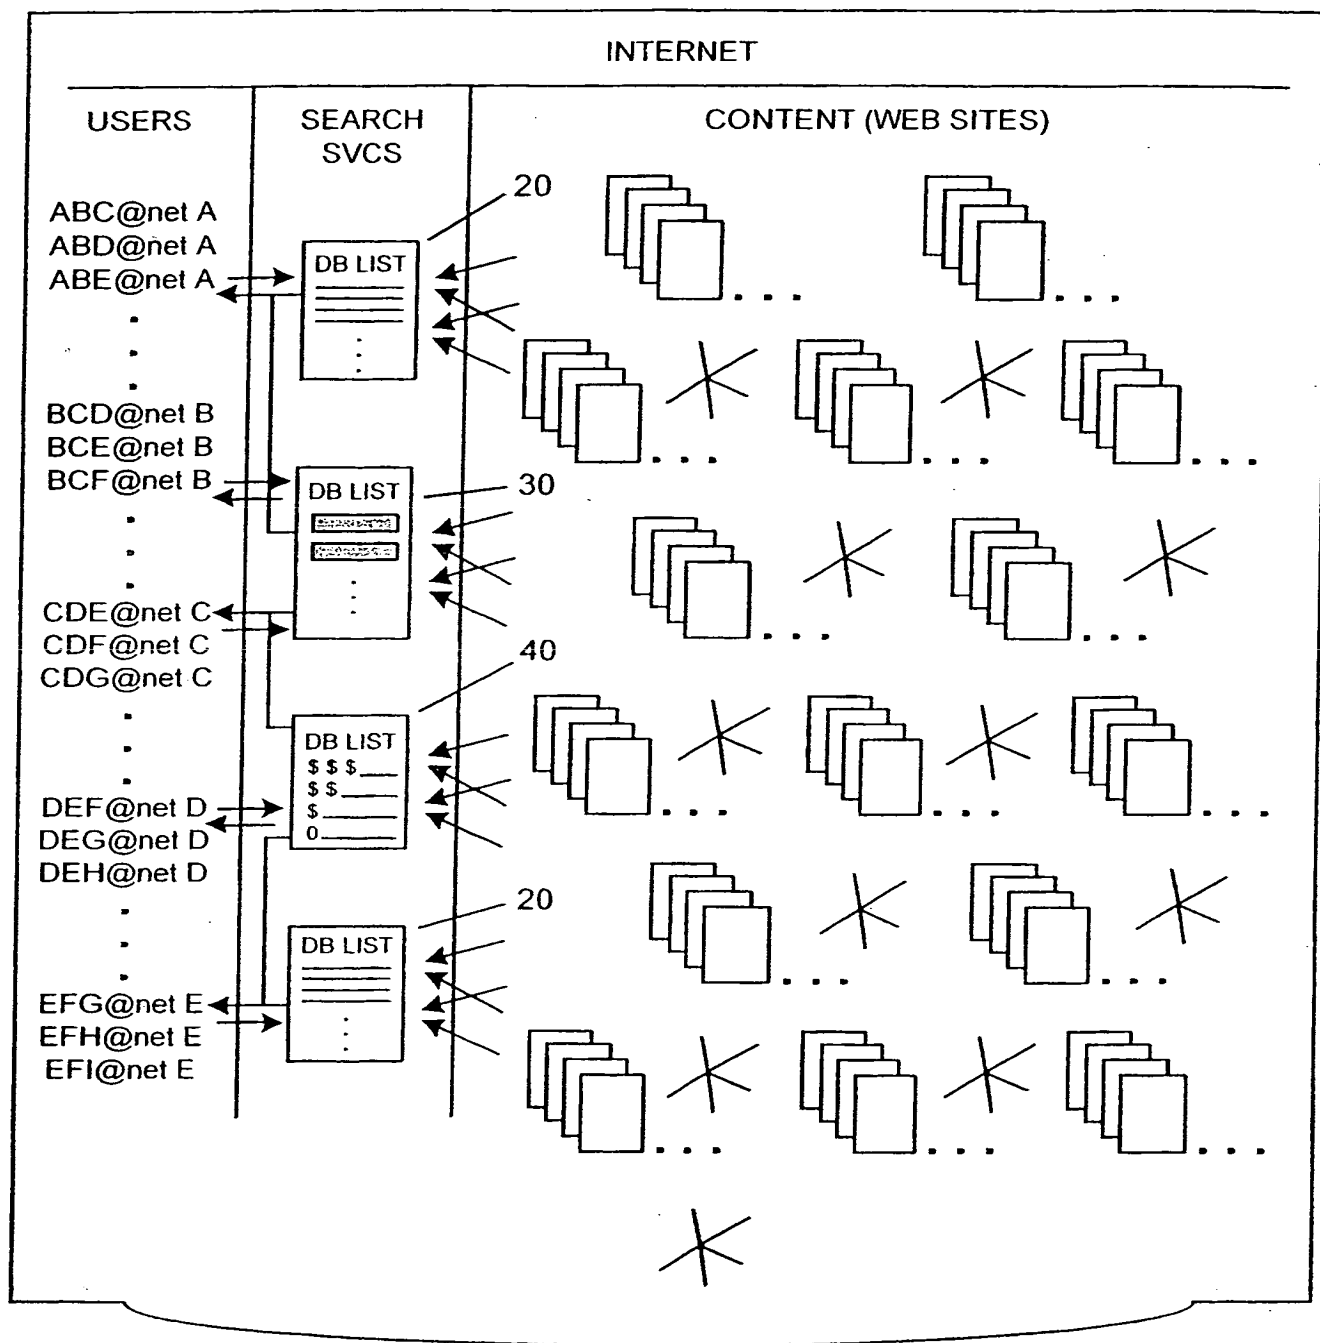 INTERNET
USERS
SEARCH
SVCS
CONTENT (WEB SITES)
ABC@net A
ABD@net A
ABE@net A
BCD@net B
BCE@net B
BCF@net B
CDE@net C
CDF@net C
CDG@net C
DEF@net D
DEG@net D
DEH@net D
EFG@net E
EFH@net E
EFI@net E
20
DB LIST
30
DB LIST
40
DB LIST
$ $ $
$ $
$
0
20
DB LIST